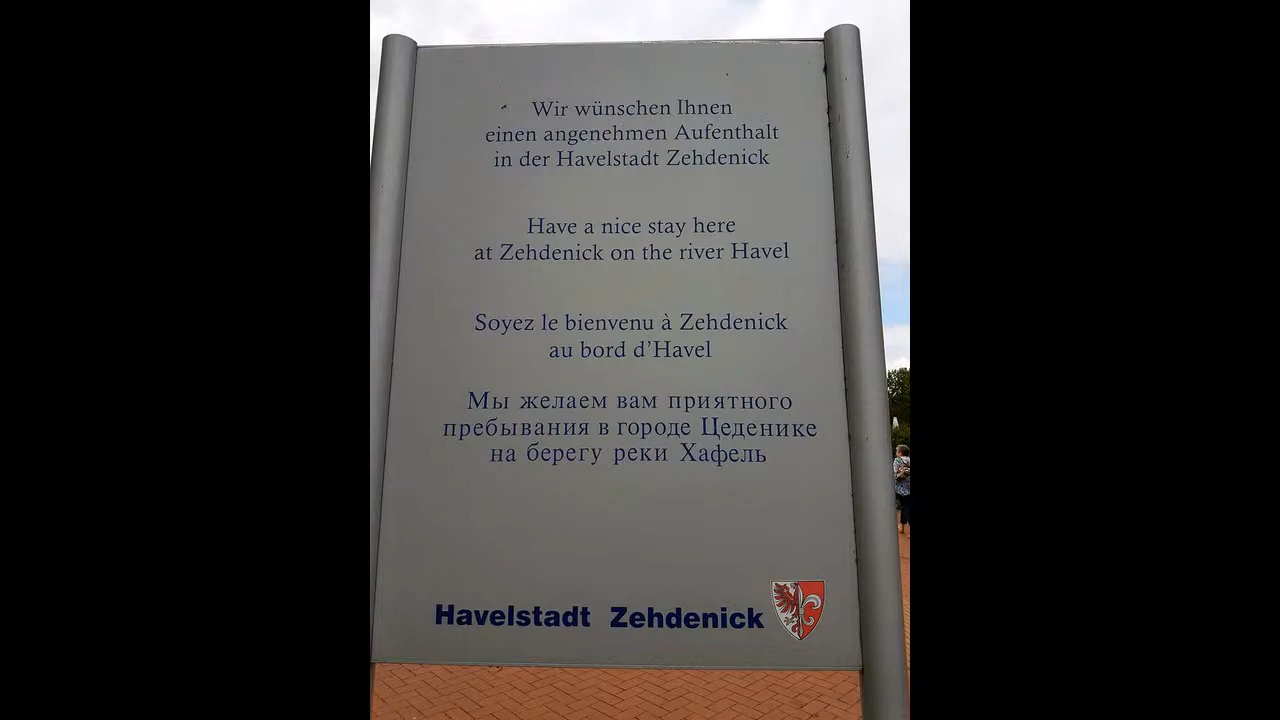 Wir wünschen Ihnen
einen angenehmen Aufenthalt
in der Havelstadt Zehdenick
Have a nice stay here
at Zehdenick on the river Havel
Soyez le bienvenu à Zehdenick
au bord d'Havel
Мы желаем вам приятного
пребывания в городе Цеденике
на берегу реки Хафель
Havelstadt Zehdenick